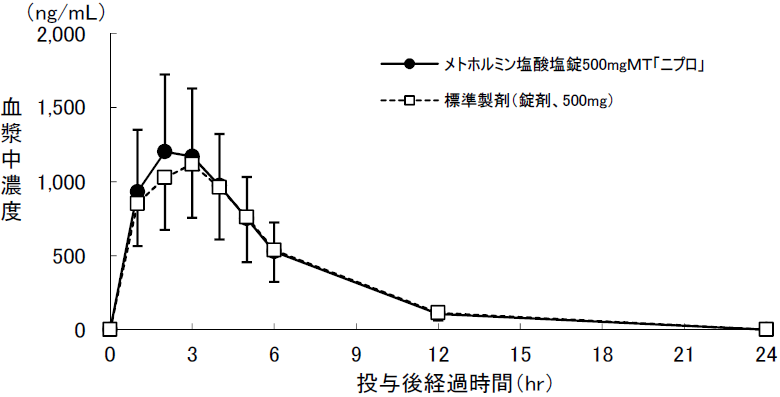 (ng/mL)
2,000
1,500
1,000
500
0
血漿中濃度
メトホルミン塩酸塩錠500mgMT「ニプロ」
標準製剤(錠剤、500mg)
0 3 6 9 12 15 18 21 24
投与後経過時間(hr)